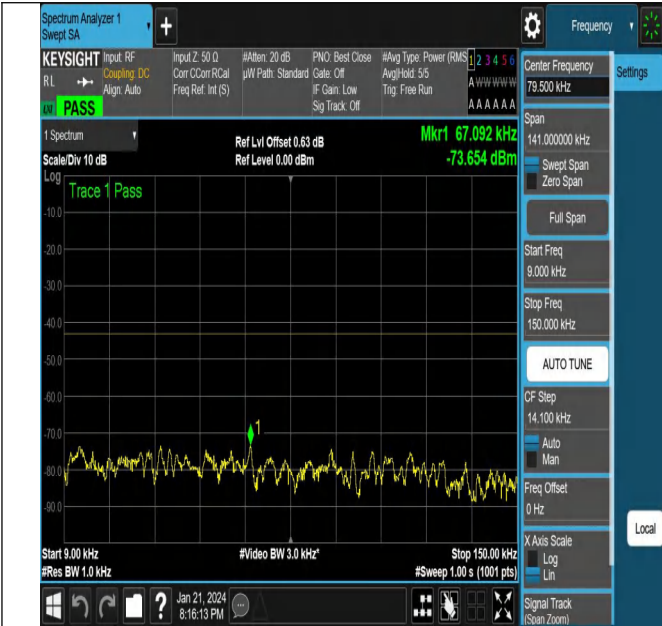 Spectrum Analyzer 1
Swept SA
+
Frequency
KEYSIGHT
RL
Input: RF
Coupling: DC
Align: Auto
Input Z: 50 Ω
Corr CCorr RCal
Freq Ref: Int (S)
#Atten: 20 dB
µW Path: Standard
PNO: Best Close
Gate: Off
IF Gain: Low
Sig Track: Off
#Avg Type: Power (RMS
Avg|Hold: 5/5
Trig: Free Run
1 2 3 4 5 6
A W W W W W
A A A A A A
LXI PASS
1 Spectrum
Scale/Div 10 dB
Ref Lvl Offset 0.63 dB
Ref Level 0.00 dBm
Mkr1 67.092 kHz
-73.654 dBm
Log
Trace 1 Pass
-10.0
-20.0
-30.0
-40.0
-50.0
-60.0
-70.0
-80.0
-90.0
1
Start 9.00 kHz
#Video BW 3.0 kHz*
Stop 150.00 kHz
#Res BW 1.0 kHz
#Sweep 1.00 s (1001 pts)
?
Jan 21, 2024
8:16:13 PM
Center Frequency
79.500 kHz
Settings
Span
141.000000 kHz
Swept Span
Zero Span
Full Span
Start Freq
9.000 kHz
Stop Freq
150.000 kHz
AUTO TUNE
CF Step
14.100 kHz
Auto
Man
Freq Offset
0 Hz
X Axis Scale
Log
Lin
Local
Signal Track
(Span Zoom)